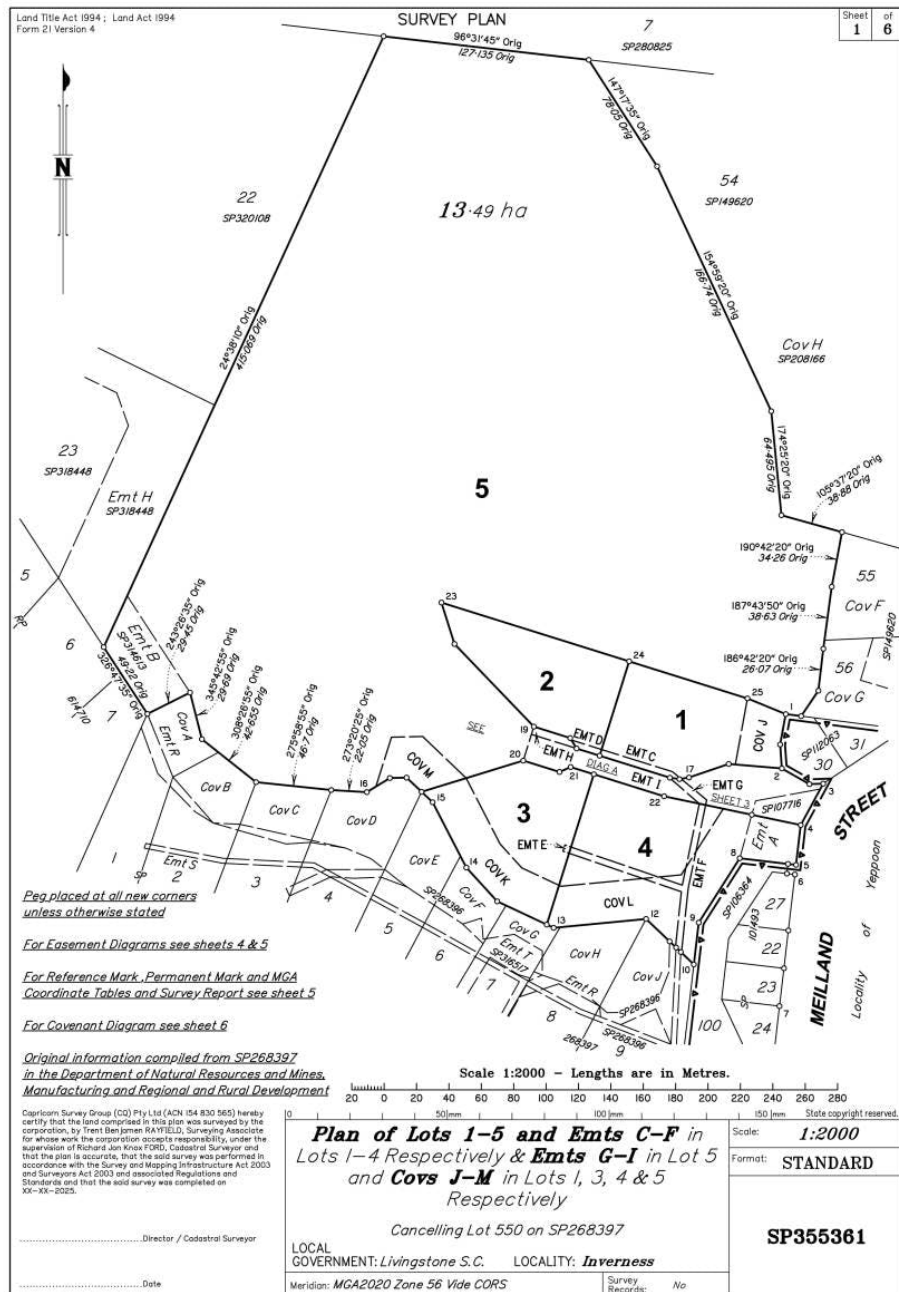 Land Title Act 1994 ; Land Act 1994
Form 21 Version 4
SURVEY PLAN
Sheet of
1 6
7
SP280825
96°31'45" Orig
127·135 Orig
147°17'35" Orig
78·05 Orig
N
22
SP320108
13·49 ha
54
SP149620
154°59'20" Orig
166·74 Orig
24°38'10" Orig
415·069 Orig
Cov H
SP208166
174°25'20" Orig
64·495 Orig
23
SP318448
Emt H
SP318448
5
105°37'20" Orig
38·88 Orig
190°42'20" Orig
34·26 Orig
55
Cov F
SP149620
187°43'50" Orig
38·63 Orig
5
RP
6
Emt B
SP314613
243°26'35" Orig
29·45 Orig
345°42'55" Orig
29·69 Orig
23
186°42'20" Orig
26·07 Orig
56
Cov G
326°47'35" Orig
49·22 Orig
308°26'55" Orig
42·655 Orig
24
25
1
7
614710
Cov A
Emt R
275°58'55" Orig
46·7 Orig
273°20'25" Orig
22·05 Orig
2
1
COV J
SP112063
31
30
SEE
19
EMT D
EMT C
EMT H
DIAG A
20
21
EMT I
17
2
3
EMT G
SHEET 3
SP107716
22
Cov B
Cov C
Cov D
16
COV M
15
3
4
EMT E
EMT F
Emt
A
4
8
5
6
STREET
1
SP
Emt S
2
3
4
Cov E
14
COV K
Cov F
SP268396
COV L
SP106364
27
101493
5
6
7
Cov G
Emt T
SP316517
13
12
9
10
Cov H
Cov J
Emt R
SP268396
22
23
SP
7
24
100
8
268397
SP268396
9
MEILLAND
Locality of Yeppoon
Peg placed at all new corners
unless otherwise stated
For Easement Diagrams see sheets 4 & 5
For Reference Mark ,Permanent Mark and MGA
Coordinate Tables and Survey Report see sheet 5
For Covenant Diagram see sheet 6
Original information compiled from SP268397
in the Department of Natural Resources and Mines,
Manufacturing and Regional and Rural Development
Scale 1:2000 – Lengths are in Metres.
20 0 20 40 60 80 100 120 140 160 180 200 220 240 260 280
0 50 mm 100 mm 150 mm State copyright reserved.
Capricorn Survey Group (CQ) Pty Ltd (ACN 154 830 565) hereby
certify that the land comprised in this plan was surveyed by the
corporation, by Trent Benjamen RAYFIELD, Surveying Associate
for whose work the corporation accepts responsibility, under the
supervision of Richard Jon Knox FORD, Cadastral Surveyor and
that the plan is accurate, that the said survey was performed in
accordance with the Survey and Mapping Infrastructure Act 2003
and Surveyors Act 2003 and associated Regulations and
Standards and that the said survey was completed on
XX-XX-2025.
Director / Cadastral Surveyor
Date
Plan of Lots 1-5 and Emts C-F in
Lots 1-4 Respectively & Emts G-I in Lot 5
and Covs J-M in Lots 1, 3, 4 & 5
Respectively
Cancelling Lot 550 on SP268397
LOCAL
GOVERNMENT: Livingstone S.C. LOCALITY: Inverness
Meridian: MGA2020 Zone 56 Vide CORS
Survey
Records: No
Scale: 1:2000
Format: STANDARD
SP355361